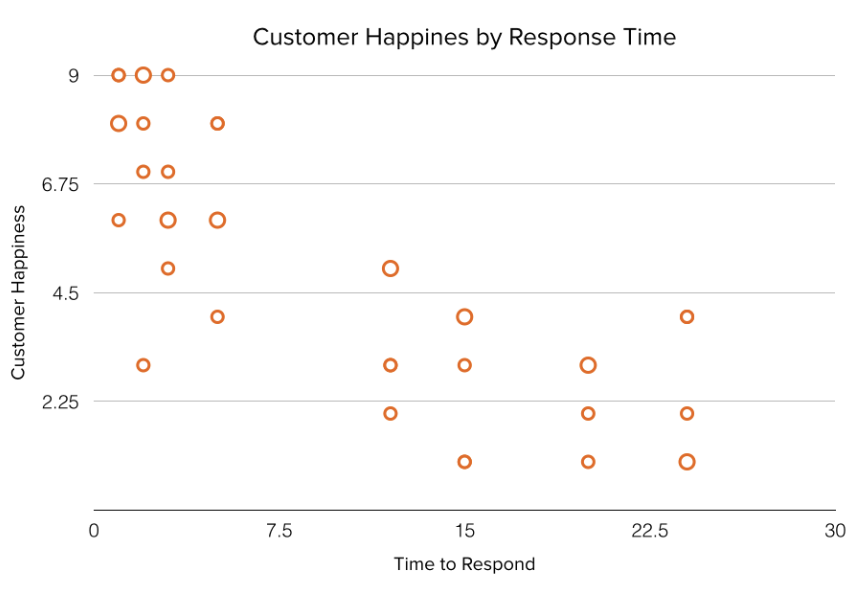 Customer Happines by Response Time
9
6.75
4.5
2.25
Customer Happiness
0 7.5 15 22.5 30
Time to Respond